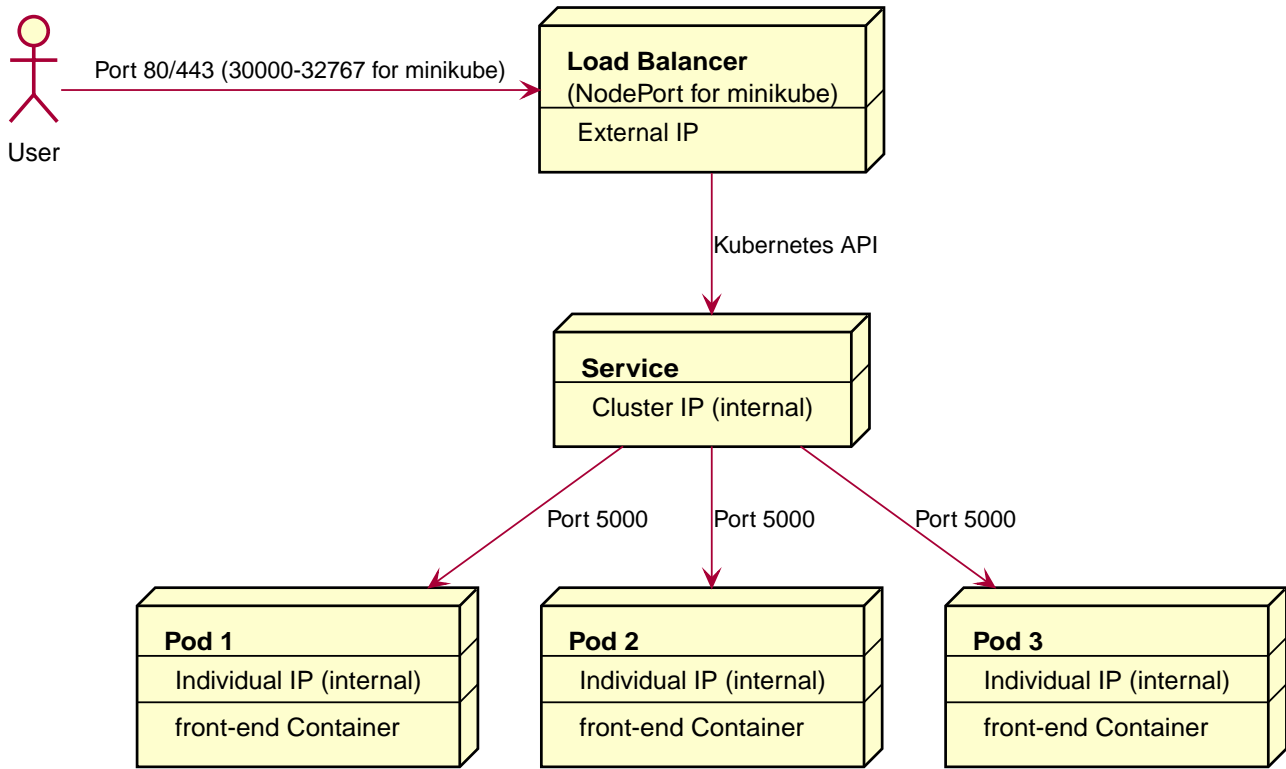 Port 80/443 (30000-32767 for minikube)
User
Load Balancer
(NodePort for minikube)
External IP
Kubernetes API
Service
Cluster IP (internal)
Port 5000
Port 5000
Port 5000
Pod 1
Individual IP (internal)
front-end Container
Pod 2
Individual IP (internal)
front-end Container
Pod 3
Individual IP (internal)
front-end Container